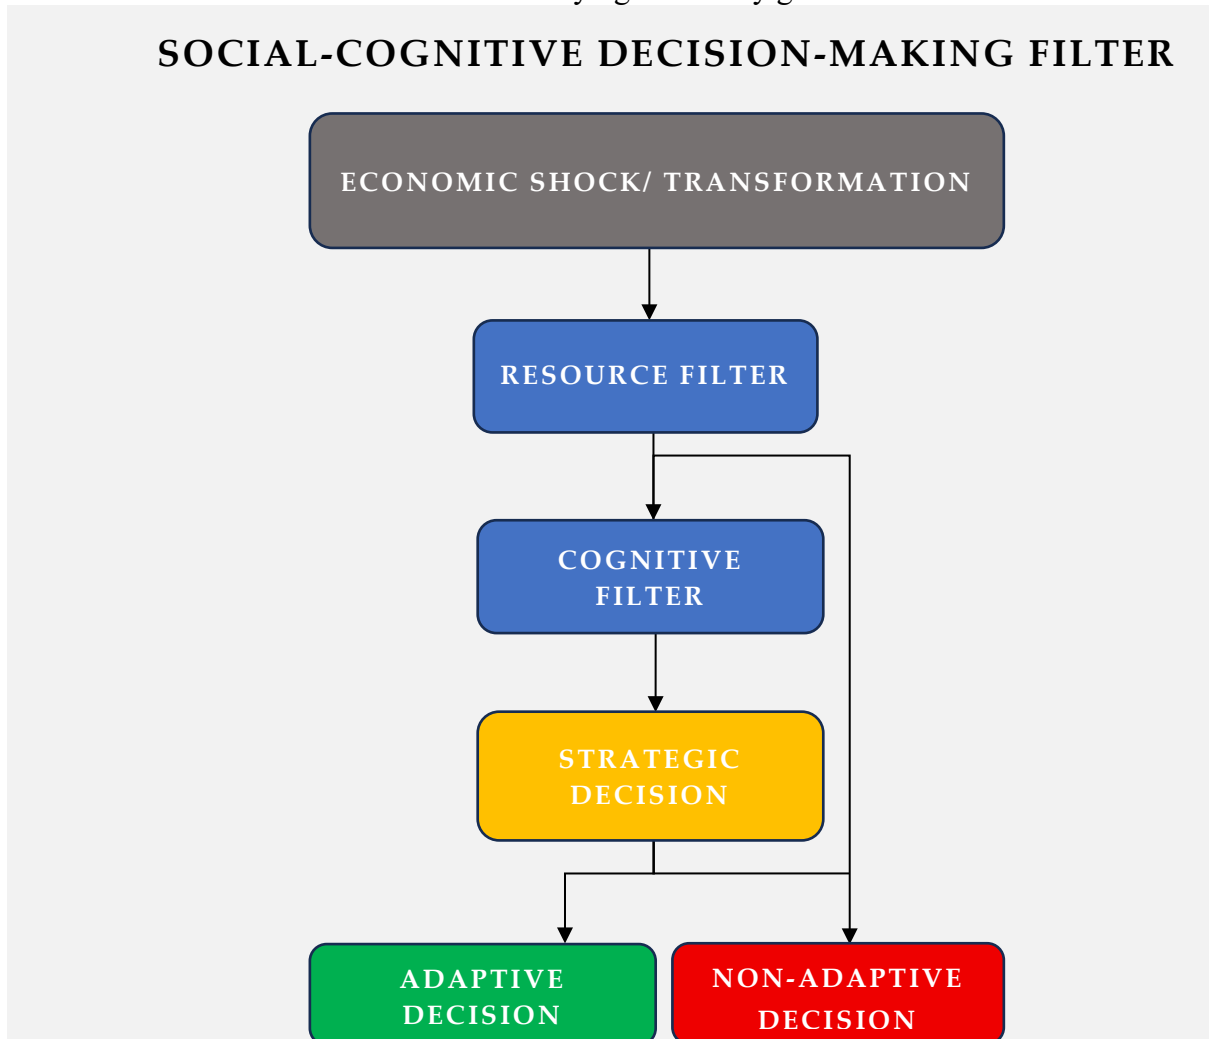 SOCIAL-COGNITIVE DECISION-MAKING FILTER
ECONOMIC SHOCK/ TRANSFORMATION
RESOURCE FILTER
COGNITIVE
FILTER
STRATEGIC
DECISION
ADAPTIVE
DECISION
NON-ADAPTIVE
DECISION